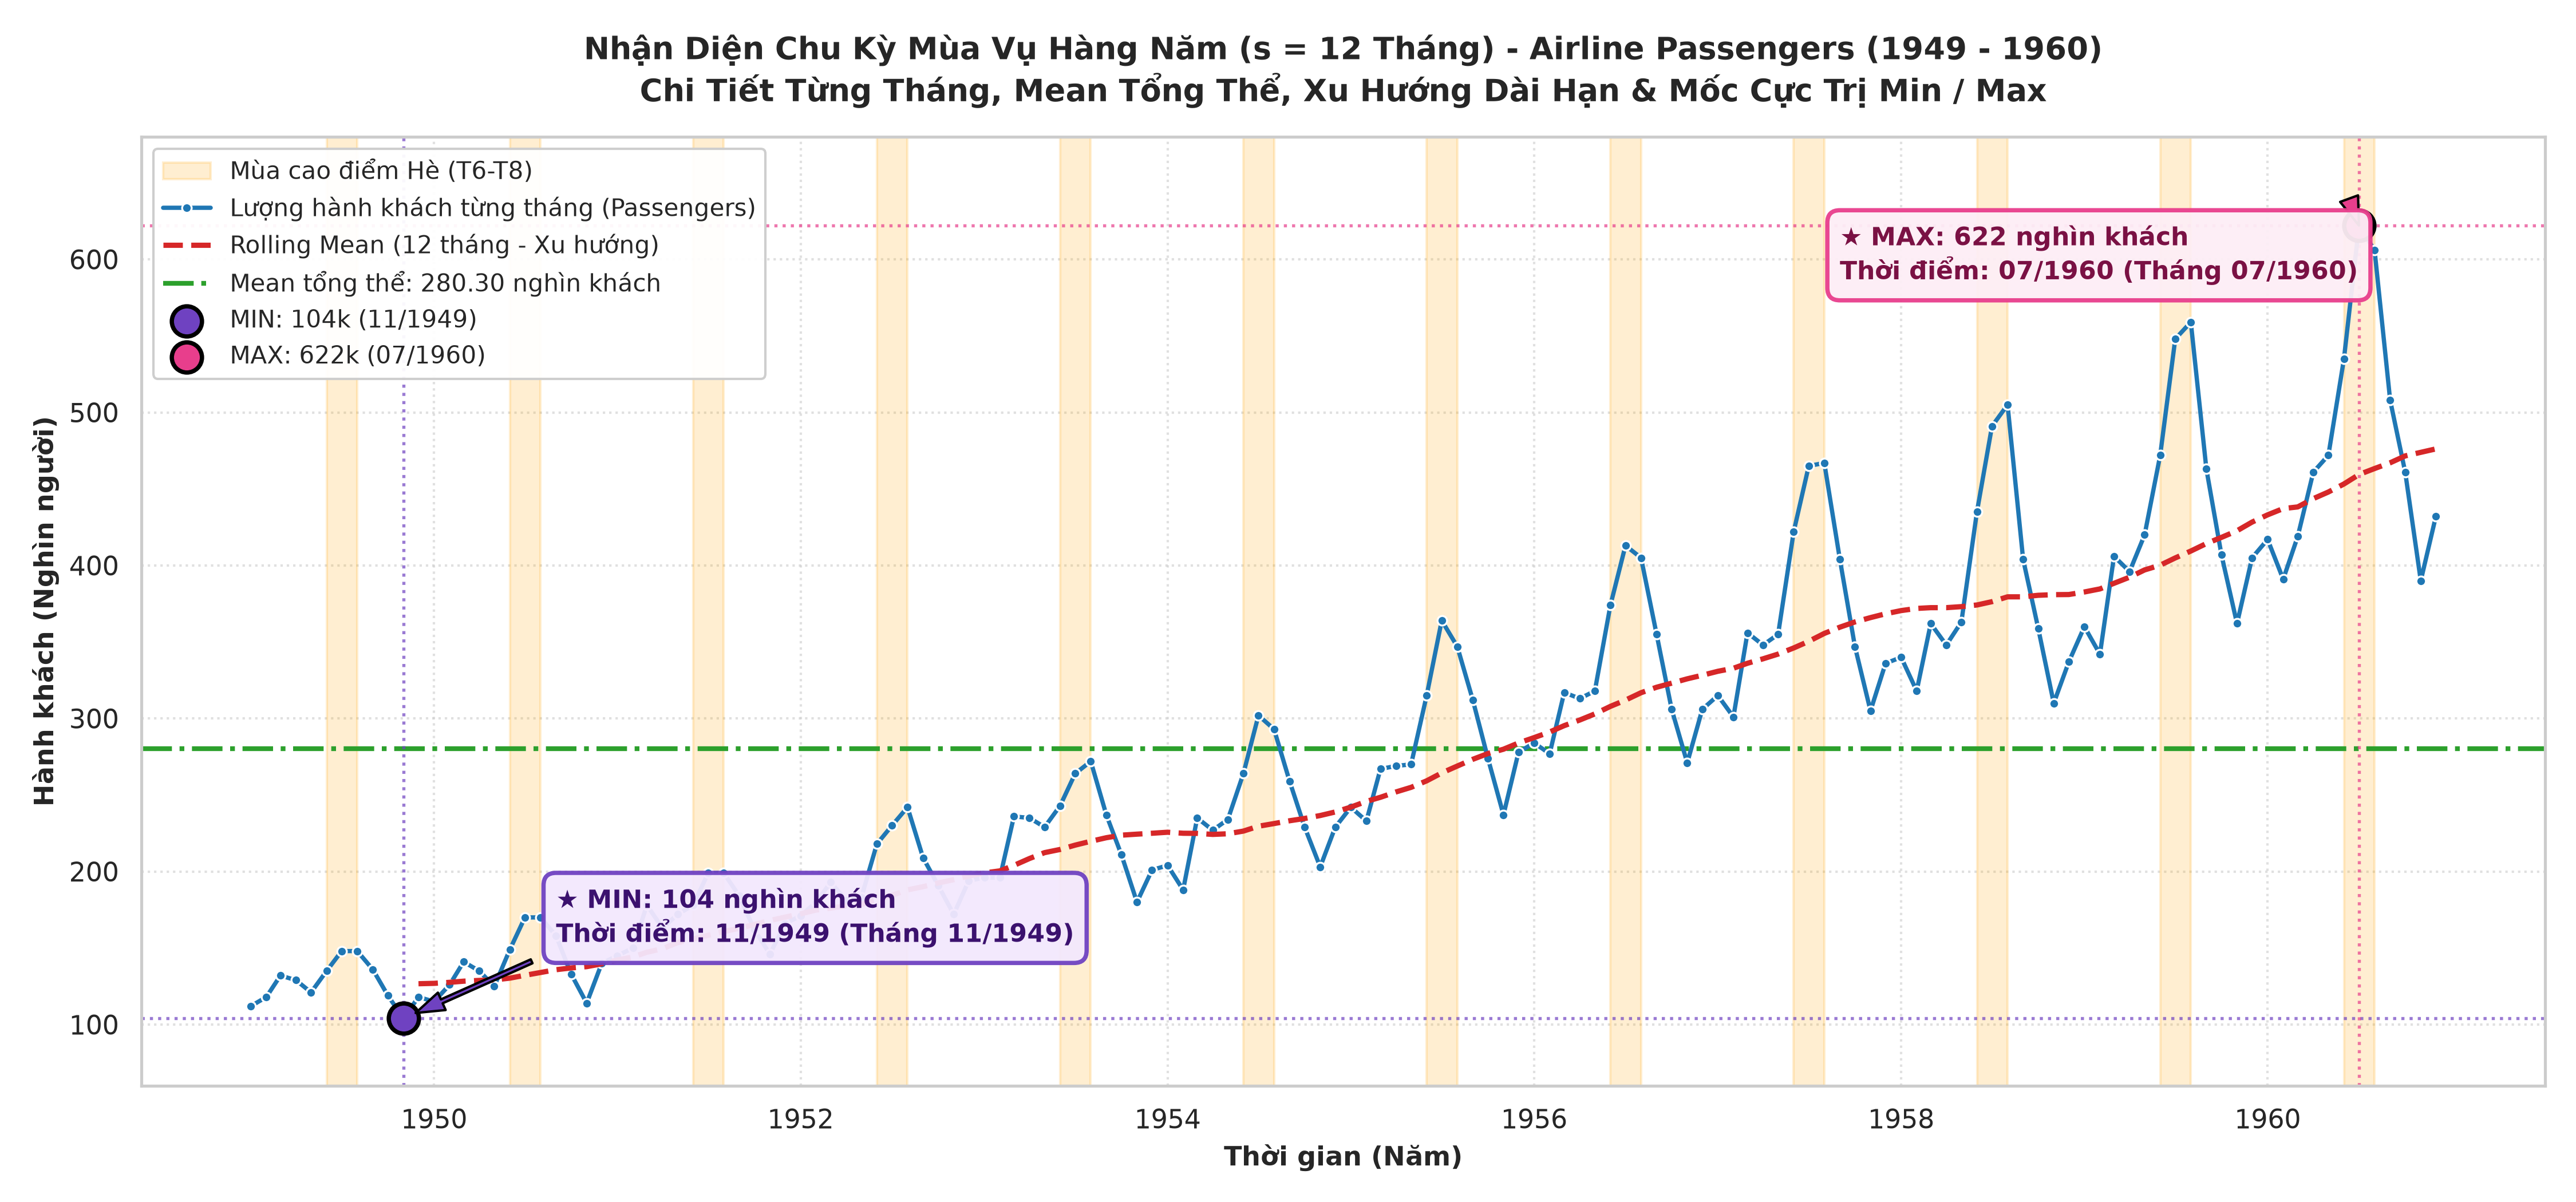 Nhận Diện Chu Kỳ Mùa Vụ Hàng Năm (s = 12 Tháng) - Airline Passengers (1949 - 1960)
Chi Tiết Từng Tháng, Mean Tổng Thể, Xu Hướng Dài Hạn & Mốc Cực Trị Min / Max
Mùa cao điểm Hè (T6-T8)
Lượng hành khách từng tháng (Passengers)
Rolling Mean (12 tháng - Xu hướng)
Mean tổng thể: 280.30 nghìn khách
MIN: 104k (11/1949)
MAX: 622k (07/1960)
★ MAX: 622 nghìn khách
Thời điểm: 07/1960 (Tháng 07/1960)
★ MIN: 104 nghìn khách
Thời điểm: 11/1949 (Tháng 11/1949)
Hành khách (Nghìn người)
600
500
400
300
200
100
1950
1952
1954
1956
1958
1960
Thời gian (Năm)